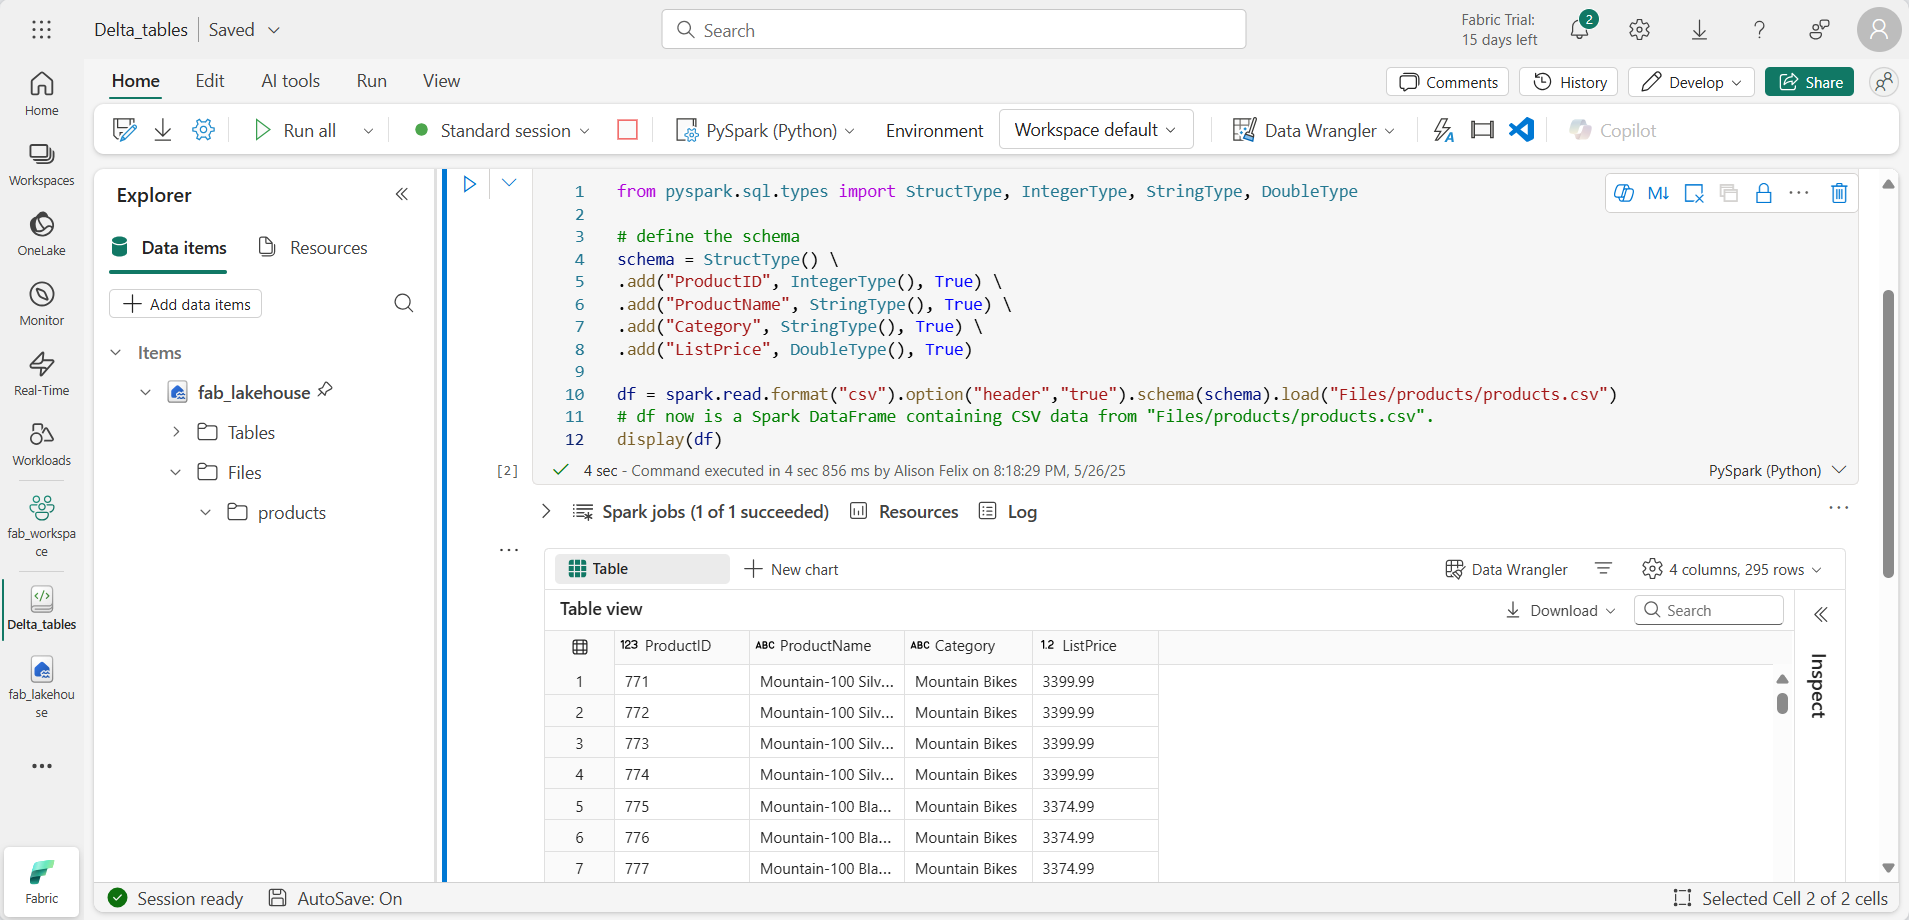 Delta_tables
Saved
Search
Fabric Trial:
15 days left
2
Home
Edit
AI tools
Run
View
Comments
History
Develop
Share
Run all
Standard session
PySpark (Python)
Environment
Workspace default
Data Wrangler
Copilot
Home
Workspaces
OneLake
Monitor
Real-Time
Workloads
fab_workspa
ce
Delta_tables
fab_lakehou
se
Fabric
Explorer
Data items
Resources
Add data items
Items
fab_lakehouse
Tables
Files
products
M↓
1 from pyspark.sql.types import StructType, IntegerType, StringType, DoubleType
2
3 # define the schema
4 schema = StructType() \
5 .add("ProductID", IntegerType(), True) \
6 .add("ProductName", StringType(), True) \
7 .add("Category", StringType(), True) \
8 .add("ListPrice", DoubleType(), True)
9
10 df = spark.read.format("csv").option("header","true").schema(schema).load("Files/products/products.csv")
11 # df now is a Spark DataFrame containing CSV data from "Files/products/products.csv".
12 display(df)
[2]
4 sec - Command executed in 4 sec 856 ms by Alison Felix on 8:18:29 PM, 5/26/25
PySpark (Python)
Spark jobs (1 of 1 succeeded)
Resources
Log
Table
New chart
Data Wrangler
4 columns, 295 rows
Table view
Download
Search
Inspect
123 ProductID ABC ProductName ABC Category 1.2 ListPrice
1 771 Mountain-100 Silv... Mountain Bikes 3399.99
2 772 Mountain-100 Silv... Mountain Bikes 3399.99
3 773 Mountain-100 Silv... Mountain Bikes 3399.99
4 774 Mountain-100 Silv... Mountain Bikes 3399.99
5 775 Mountain-100 Bla... Mountain Bikes 3374.99
6 776 Mountain-100 Bla... Mountain Bikes 3374.99
7 777 Mountain-100 Bla... Mountain Bikes 3374.99
Session ready
AutoSave: On
Selected Cell 2 of 2 cells